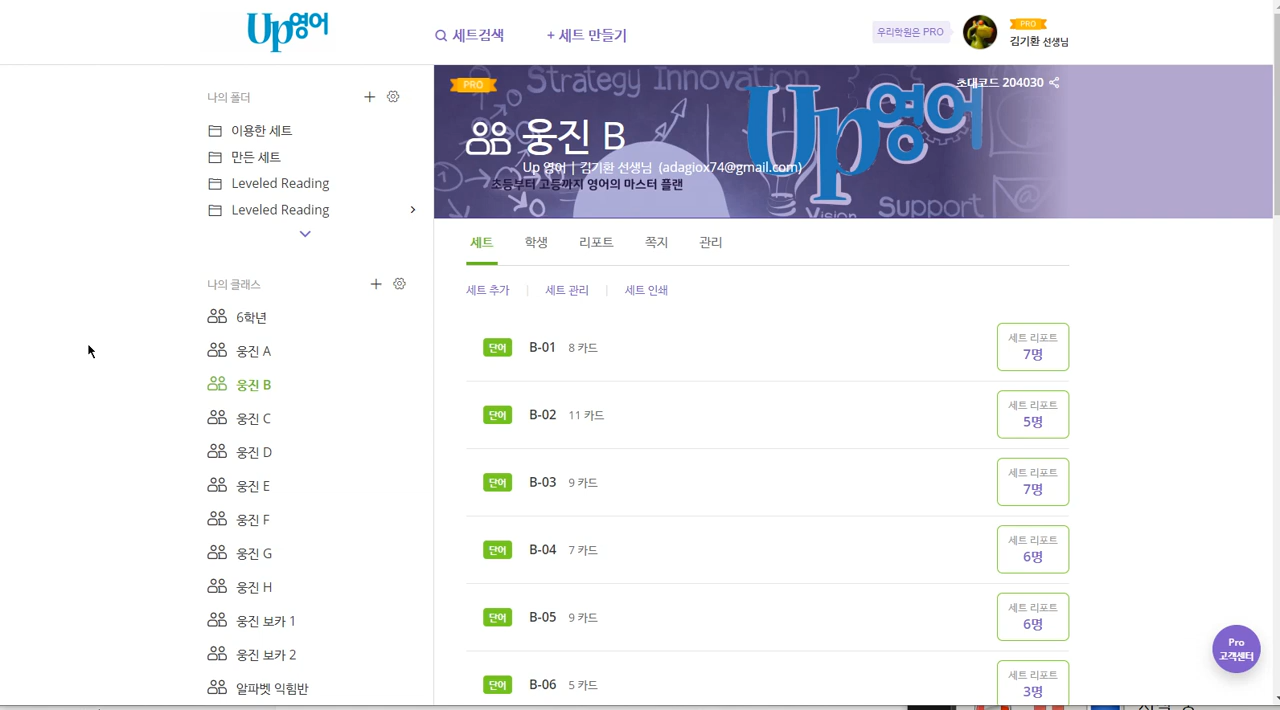 Up영어
세트검색
+ 세트 만들기
우리학원은 PRO
PRO
김기환 선생님
나의 폴더
이용한 세트
만든 세트
Leveled Reading
Leveled Reading
나의 클래스
6학년
웅진 A
웅진 B
웅진 C
웅진 D
웅진 E
웅진 F
웅진 G
웅진 H
웅진 보카 1
웅진 보카 2
알파벳 익힘반
PRO
Strategy Innovation
초대코드 204030
Up영어
웅진 B
Up 영어 | 김기환 선생님 (adagiox74@gmail.com)
초등부터 고등까지 영어의 마스터 플랜
Vision
Support
세트
학생
리포트
쪽지
관리
세트 추가 | 세트 관리 | 세트 인쇄
단어 B-01 8 카드
세트 리포트
7명
단어 B-02 11 카드
세트 리포트
5명
단어 B-03 9 카드
세트 리포트
7명
단어 B-04 7 카드
세트 리포트
6명
단어 B-05 9 카드
세트 리포트
6명
단어 B-06 5 카드
세트 리포트
3명
Pro
고객센터